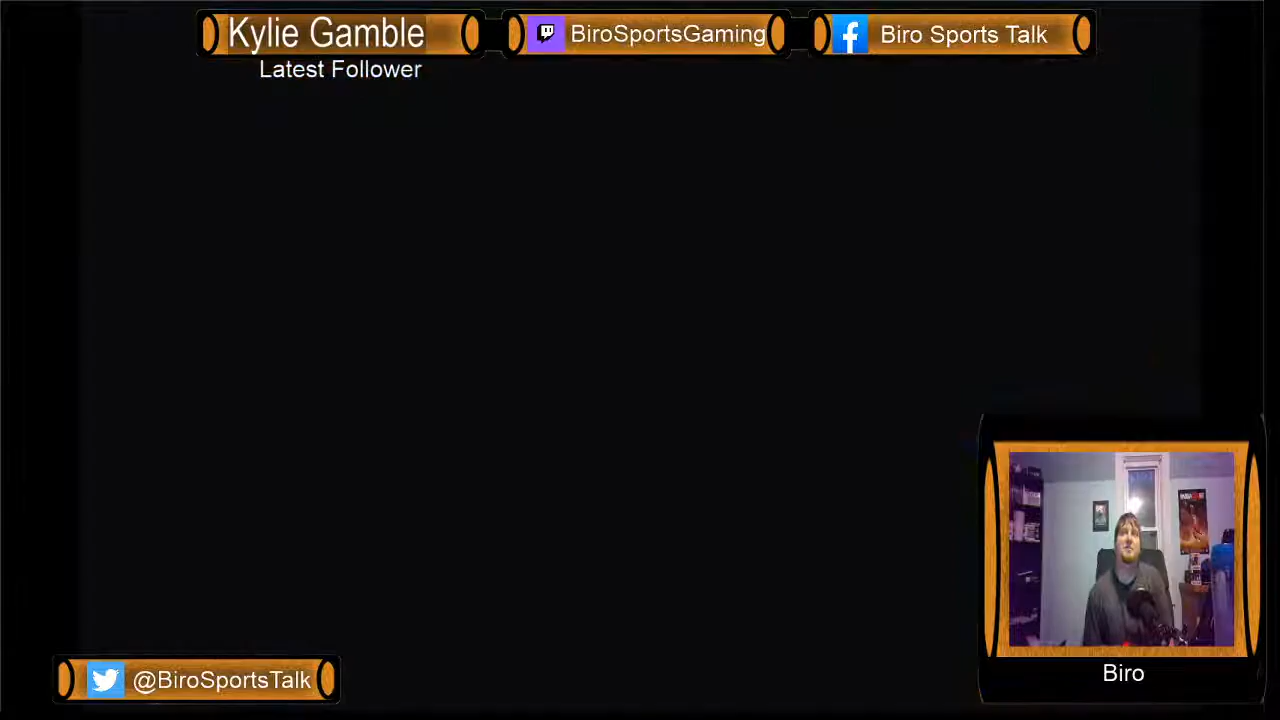 Kylie Gamble
Latest Follower
BiroSportsGaming
Biro Sports Talk
@BiroSportsTalk
Biro